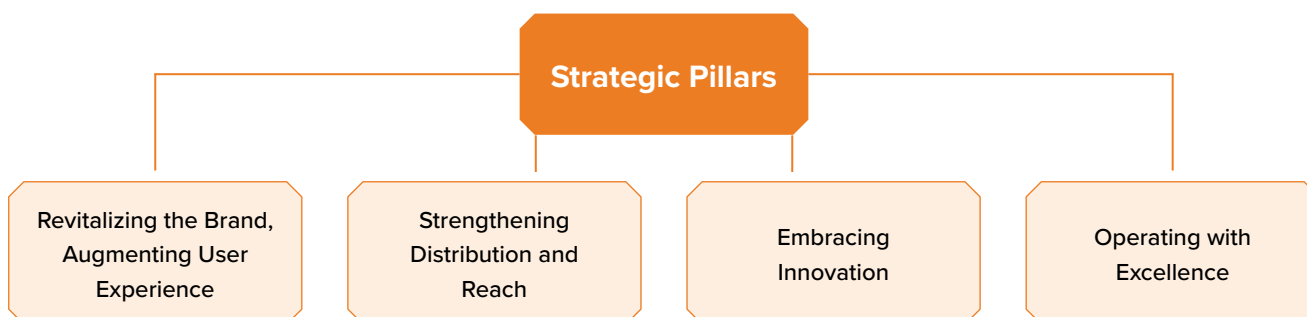 Strategic Pillars
Revitalizing the Brand,
Augmenting User
Experience
Strengthening
Distribution and
Reach
Embracing
Innovation
Operating with
Excellence